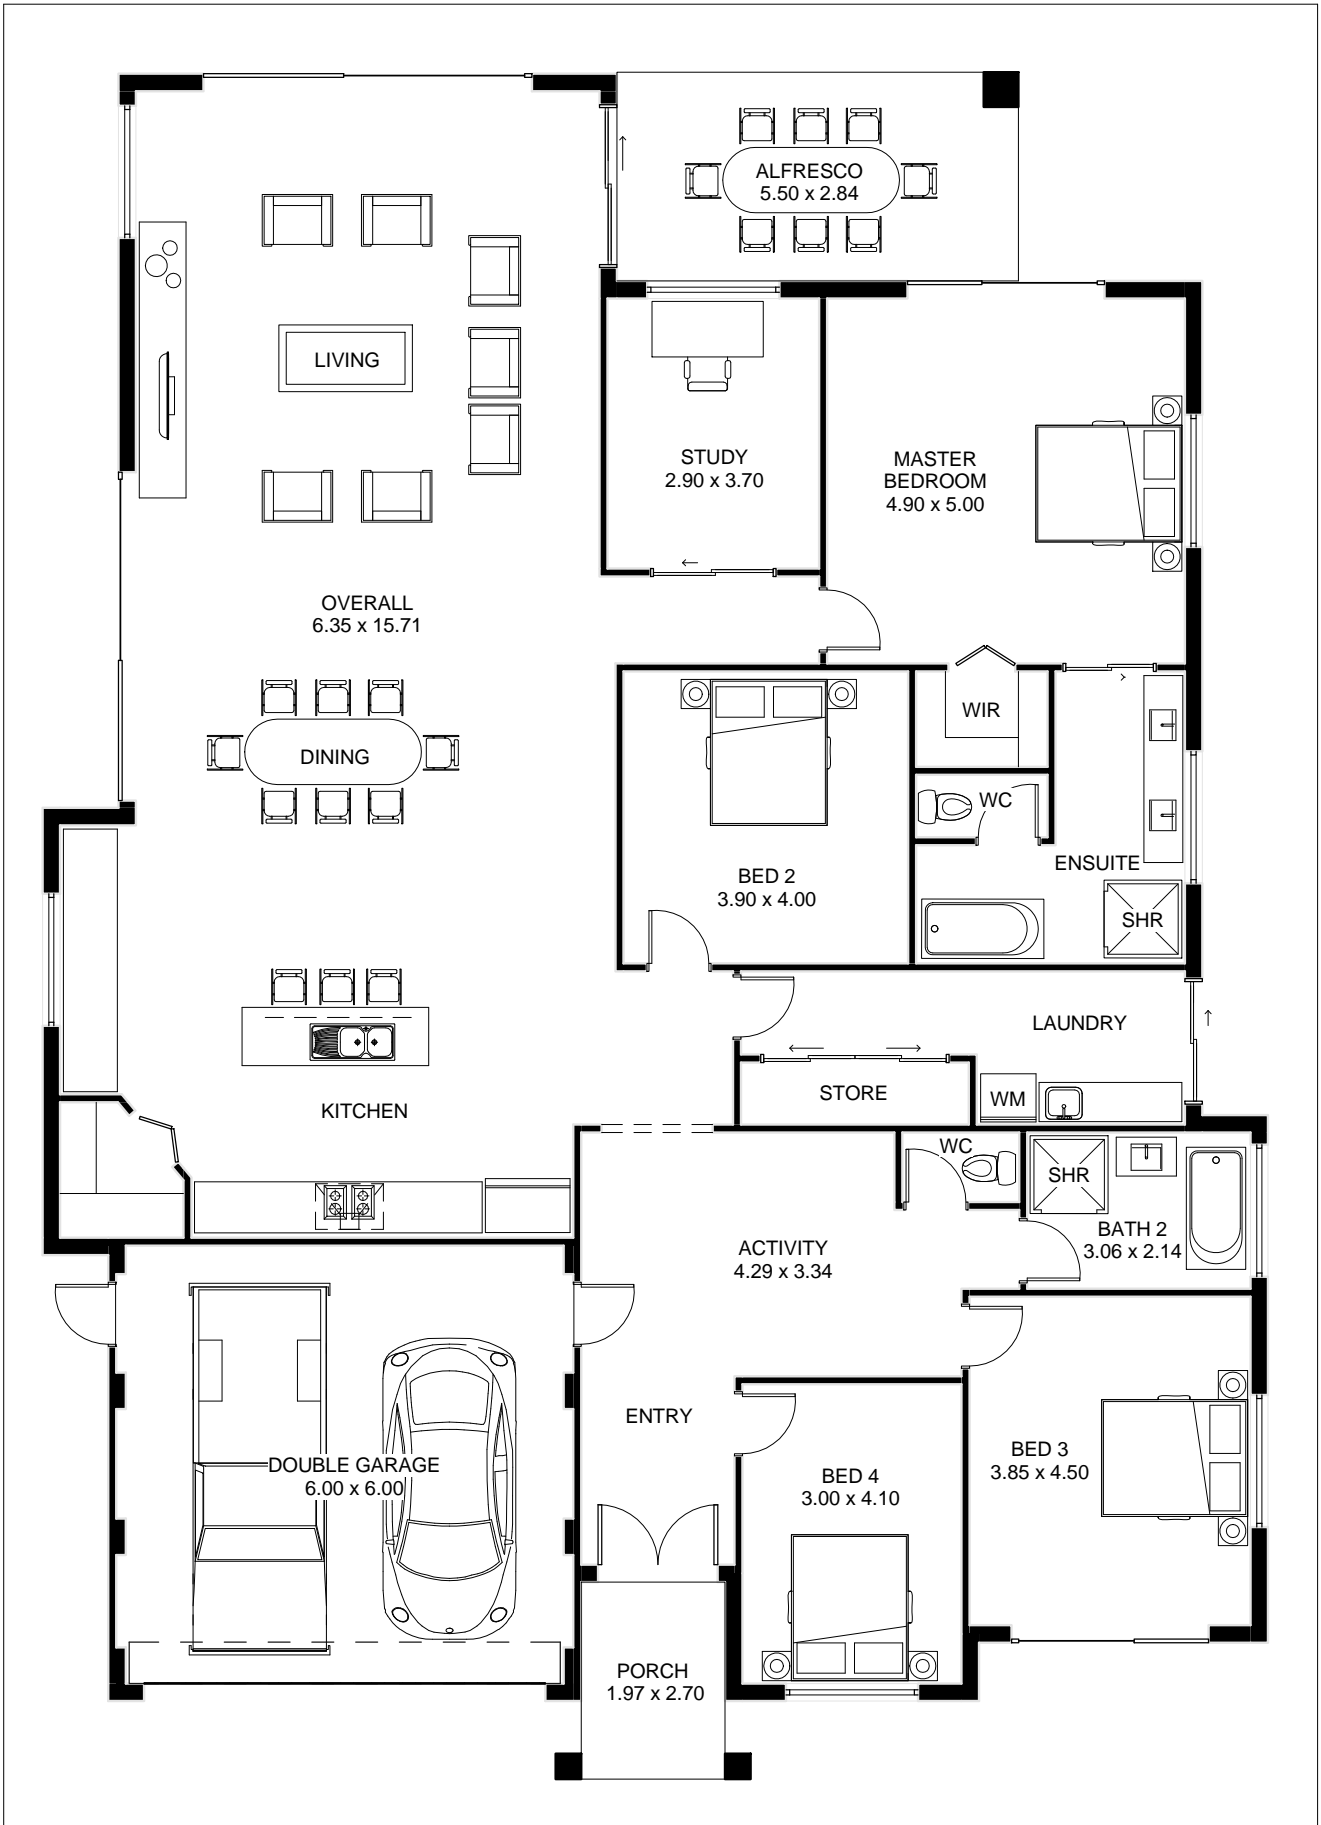 ALFRESCO
5.50 x 2.84
LIVING
STUDY
2.90 x 3.70
MASTER
BEDROOM
4.90 x 5.00
OVERALL
6.35 x 15.71
WIR
DINING
WC
ENSUITE
BED 2
3.90 x 4.00
SHR
LAUNDRY
STORE
WM
KITCHEN
WC
SHR
BATH 2
3.06 x 2.14
ACTIVITY
4.29 x 3.34
ENTRY
DOUBLE GARAGE
6.00 x 6.00
BED 4
3.00 x 4.10
BED 3
3.85 x 4.50
PORCH
1.97 x 2.70